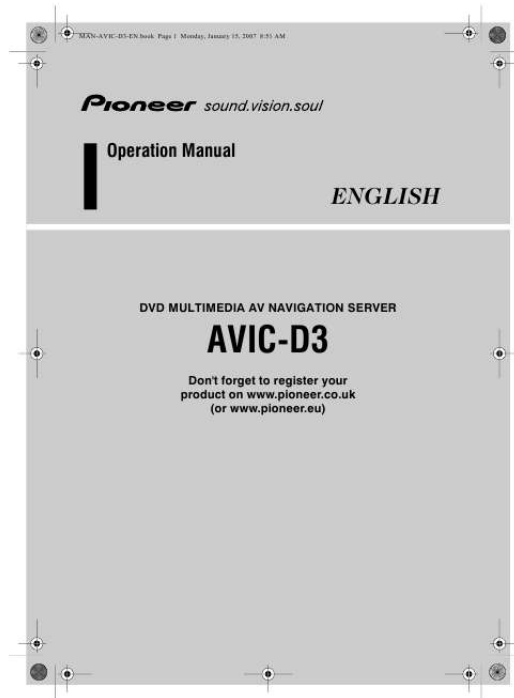 MAN-AVIC-D3-EN.book Page 1 Monday, January 15, 2007 8:51 AM
Pioneer sound.vision.soul
Operation Manual
ENGLISH
DVD MULTIMEDIA AV NAVIGATION SERVER
AVIC-D3
Don't forget to register your
product on www.pioneer.co.uk
(or www.pioneer.eu)